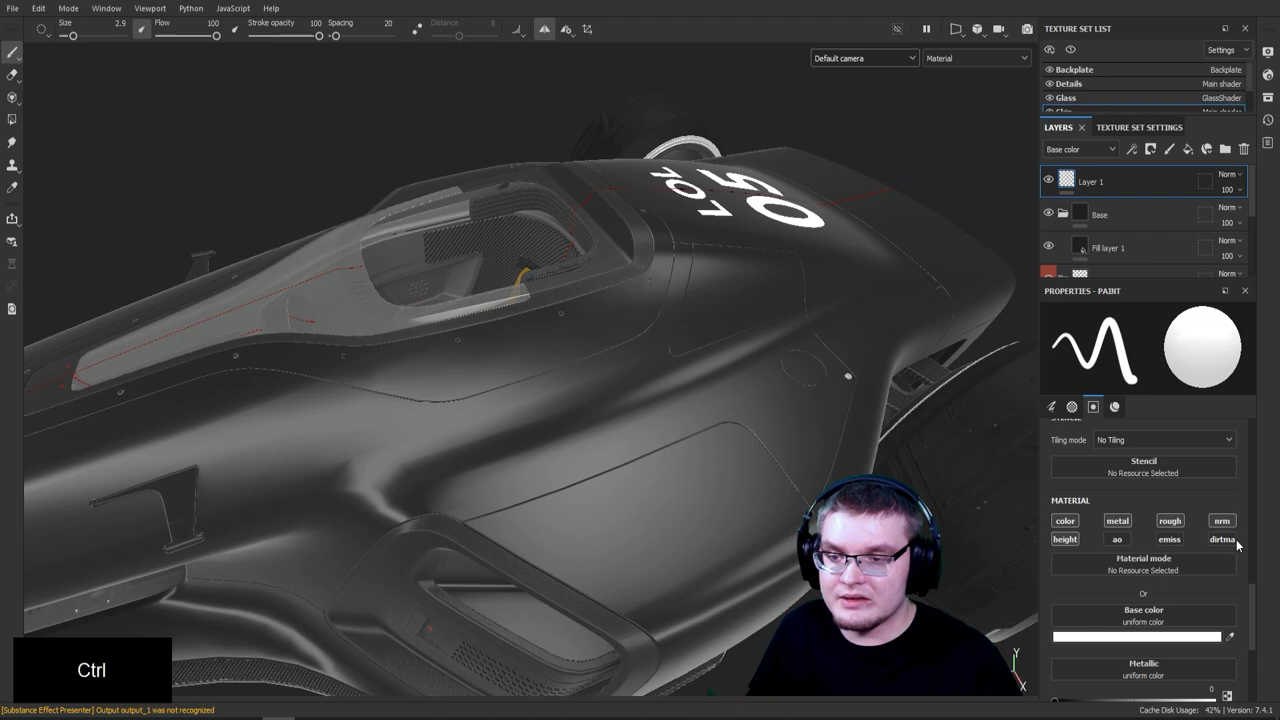 File Edit Mode Window Viewport Python JavaScript Help
Size 2.9 Flow 100 Stroke opacity 100 Spacing 20 Distance 8
Default camera Material
TEXTURE SET LIST
Settings
Backplate Backplate
Details Main shader
Glass GlassShader
LAYERS TEXTURE SET SETTINGS
Base color
Layer 1 Norm
100
Base Norm
100
Fill layer 1 Norm
100
Norm
PROPERTIES - PAINT
Tiling mode No Tiling
Stencil
No Resource Selected
MATERIAL
color metal rough nrm
height ao emiss dirtma
Material mode
No Resource Selected
Or
Base color
uniform color
Metallic
uniform color
0
LOL
05
Ctrl
Y
X
[Substance Effect Presenter] Output output_1 was not recognized
Cache Disk Usage: 42% | Version: 7.4.1